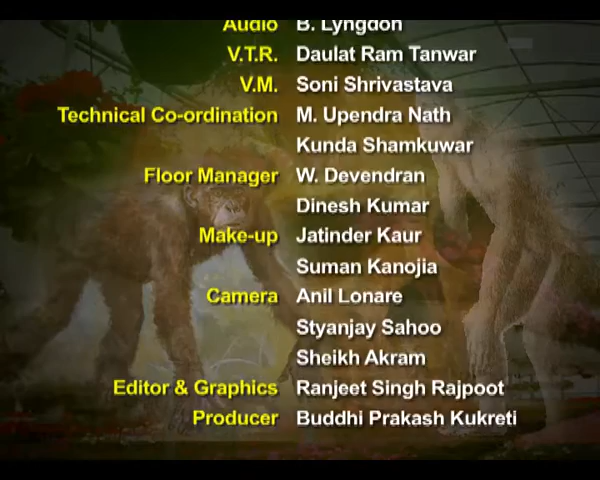 Audio B. Lyngdoh
V.T.R. Daulat Ram Tanwar
V.M. Soni Shrivastava
Technical Co-ordination M. Upendra Nath
Kunda Shamkuwar
Floor Manager W. Devendran
Dinesh Kumar
Make-up Jatinder Kaur
Suman Kanojia
Camera Anil Lonare
Styanjay Sahoo
Sheikh Akram
Editor & Graphics Ranjeet Singh Rajpoot
Producer Buddhi Prakash Kukreti